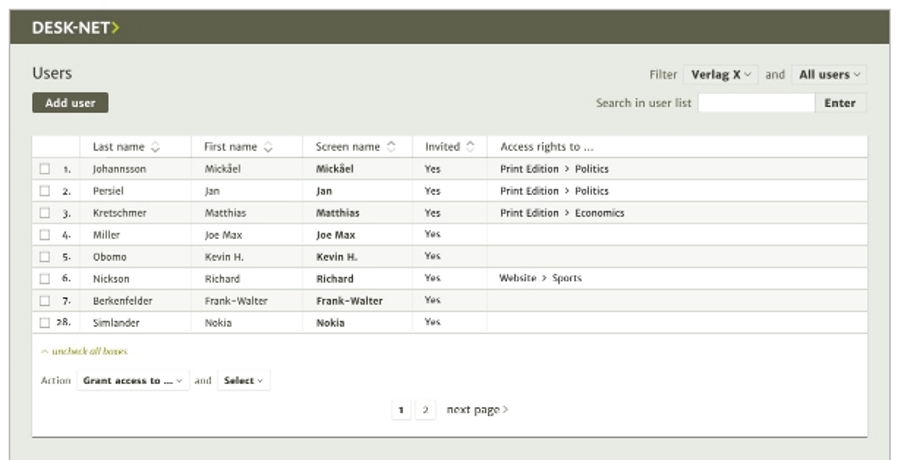 DESK-NET>
Users
Filter Verlag X and All users
Add user
Search in user list Enter
Last name First name Screen name Invited Access rights to ...
1. Johannsson Mickåel Mickåel Yes Print Edition > Politics
2. Persiel Jan Jan Yes Print Edition > Politics
3. Kretschmer Matthias Matthias Yes Print Edition > Economics
4. Miller Joe Max Joe Max Yes
5. Obomo Kevin H. Kevin H. Yes
6. Nickson Richard Richard Yes Website > Sports
7. Berkenfelder Frank-Walter Frank-Walter Yes
28. Simlander Nokia Nokia Yes
uncheck all boxes
Action Grant access to ... and Select
1 2 next page >